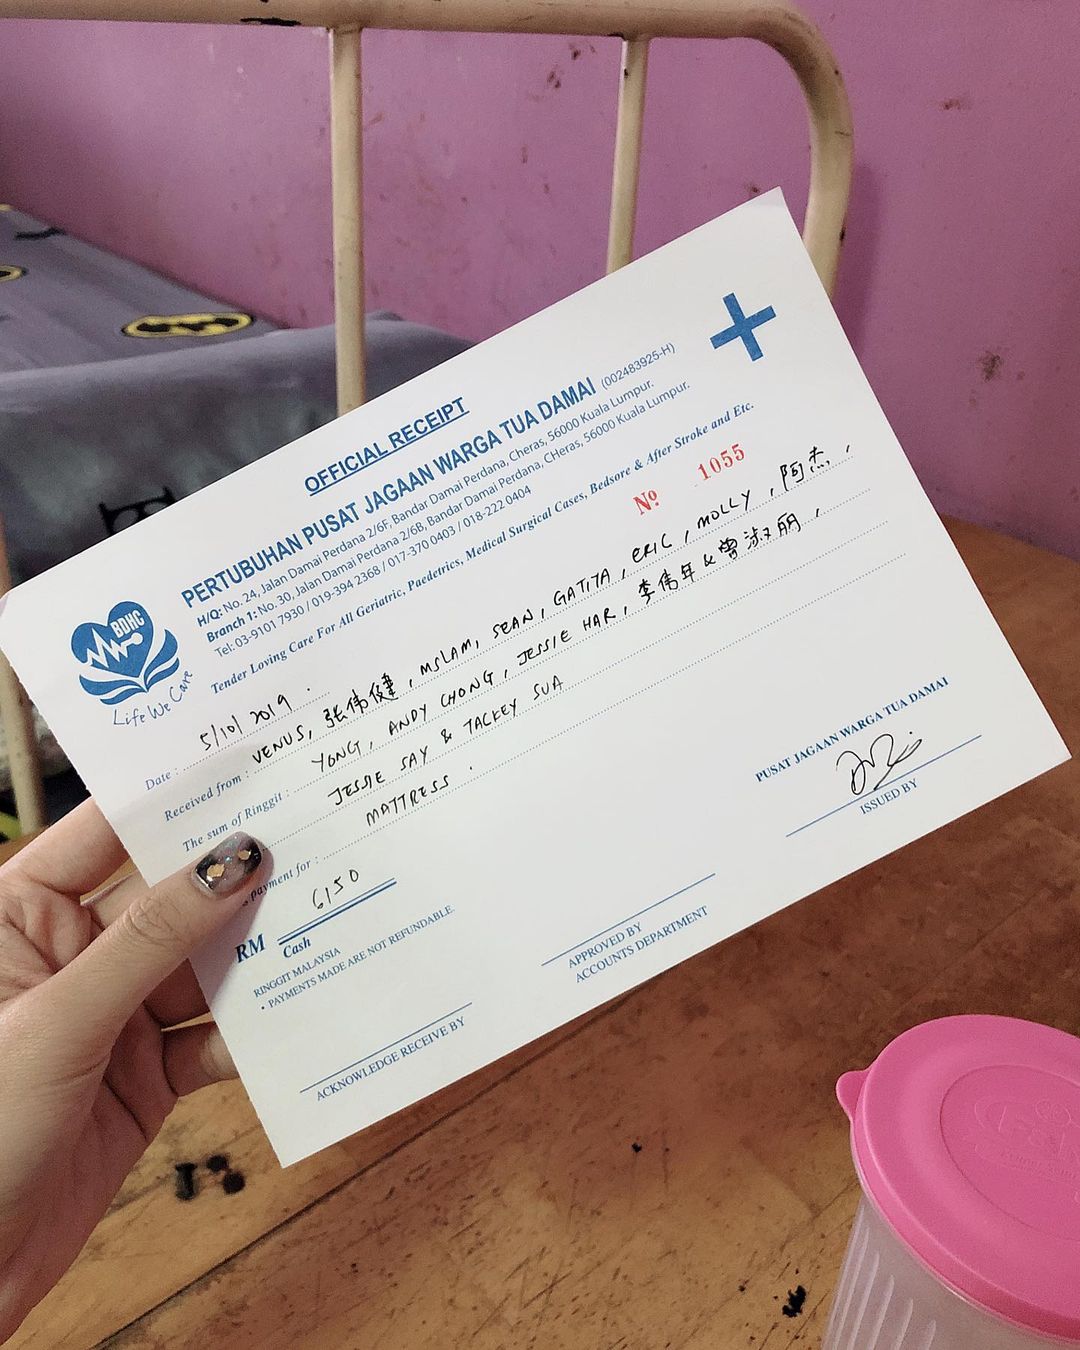 OFFICIAL RECEIPT
PERTUBUHAN PUSAT JAGAAN WARGA TUA DAMAI (002483925-H)
H/Q: No. 24, Jalan Damai Perdana 2/6F, Bandar Damai Perdana, Cheras, 56000 Kuala Lumpur.
Branch 1: No. 30, Jalan Damai Perdana 2/6B, Bandar Damai Perdana, CHeras, 56000 Kuala Lumpur.
Tel: 03-9101 7930 / 019-394 2368 / 017-370 0403 / 018-222 0404
Tender Loving Care For All Geriatric, Paedetrics, Medical Surgical Cases, Bedsore & After Stroke and Etc.
BDHC
Life We Care
No 1055
Date : 5/10/2019.
Received from : VENUS, 张伟健, MSLAM, SEAN, GATITA, ERIC, MOLLY, 阿杰,
The sum of Ringgit : YONG, ANDY CHONG, JESSIE HAR, 李伟年 & 曾淑丽,
JESSIE SAY & TACKEY SUA
payment for : MATTRESS.
RM 6150
Cash
RINGGIT MALAYSIA
• PAYMENTS MADE ARE NOT REFUNDABLE.
PUSAT JAGAAN WARGA TUA DAMAI
ISSUED BY
APPROVED BY
ACCOUNTS DEPARTMENT
ACKNOWLEDGE RECEIVE BY